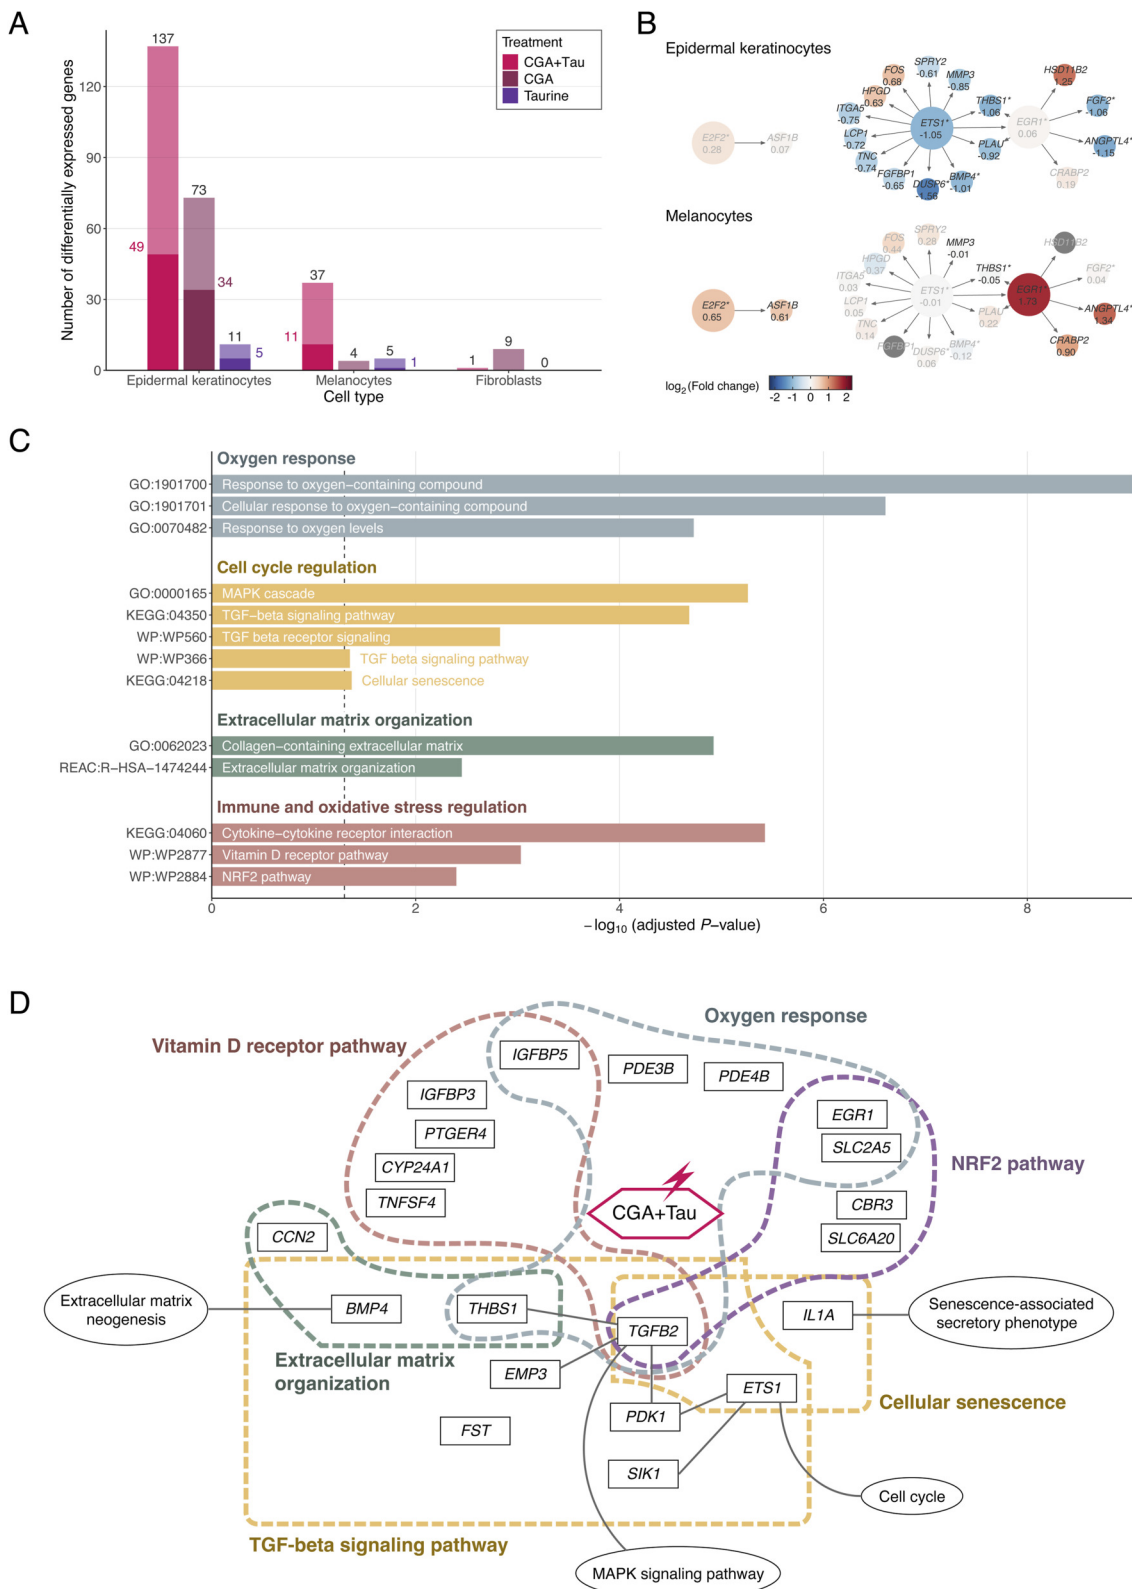 A
Number of differentially expressed genes
120
90
60
30
0
137
49
73
34
11
5
37
11
4
5
1
1
9
0
Epidermal keratinocytes
Melanocytes
Fibroblasts
Cell type
Treatment
CGA+Tau
CGA
Taurine
B
Epidermal keratinocytes
E2F2*
0.28
ASF1B
0.07
FOS
0.68
SPRY2
-0.61
MMP3
-0.85
HPGD
0.63
ITGA5
-0.75
LCP1
-0.72
TNC
-0.74
FGFBP1
-0.65
DUSP6*
-1.56
BMP4*
-1.01
ETS1*
-1.05
THBS1*
-1.06
PLAU
-0.92
EGR1*
0.06
HSD11B2
1.25
FGF2*
-1.06
ANGPTL4*
-1.15
CRABP2
0.19
Melanocytes
E2F2*
0.65
ASF1B
0.61
FOS
0.44
SPRY2
0.28
MMP3
-0.01
HPGD
-0.37
ITGA5
0.03
LCP1
0.05
TNC
0.14
FGFBP1
DUSP6*
0.06
BMP4*
-0.12
ETS1*
-0.01
THBS1*
-0.05
PLAU
0.22
EGR1*
1.73
HSD11B2
FGF2*
0.04
ANGPTL4*
1.34
CRABP2
0.90
log2(Fold change)
-2 -1 0 1 2
C
Oxygen response
GO:1901700 Response to oxygen−containing compound
GO:1901701 Cellular response to oxygen−containing compound
GO:0070482 Response to oxygen levels
Cell cycle regulation
GO:0000165 MAPK cascade
KEGG:04350 TGF−beta signaling pathway
WP:WP560 TGF beta receptor signaling
WP:WP366 TGF beta signaling pathway
KEGG:04218 Cellular senescence
Extracellular matrix organization
GO:0062023 Collagen−containing extracellular matrix
REAC:R−HSA−1474244 Extracellular matrix organization
Immune and oxidative stress regulation
KEGG:04060 Cytokine−cytokine receptor interaction
WP:WP2877 Vitamin D receptor pathway
WP:WP2884 NRF2 pathway
0 2 4 6 8
−log10 (adjusted P−value)
D
Oxygen response
Vitamin D receptor pathway
IGFBP5
PDE3B
PDE4B
IGFBP3
EGR1
PTGER4
SLC2A5
CYP24A1
NRF2 pathway
TNFSF4
CBR3
CGA+Tau
CCN2
SLC6A20
Extracellular matrix
neogenesis
BMP4
THBS1
IL1A
Senescence-associated
secretory phenotype
TGFB2
Extracellular matrix
organization
EMP3
ETS1
Cellular senescence
PDK1
FST
SIK1
Cell cycle
TGF-beta signaling pathway
MAPK signaling pathway